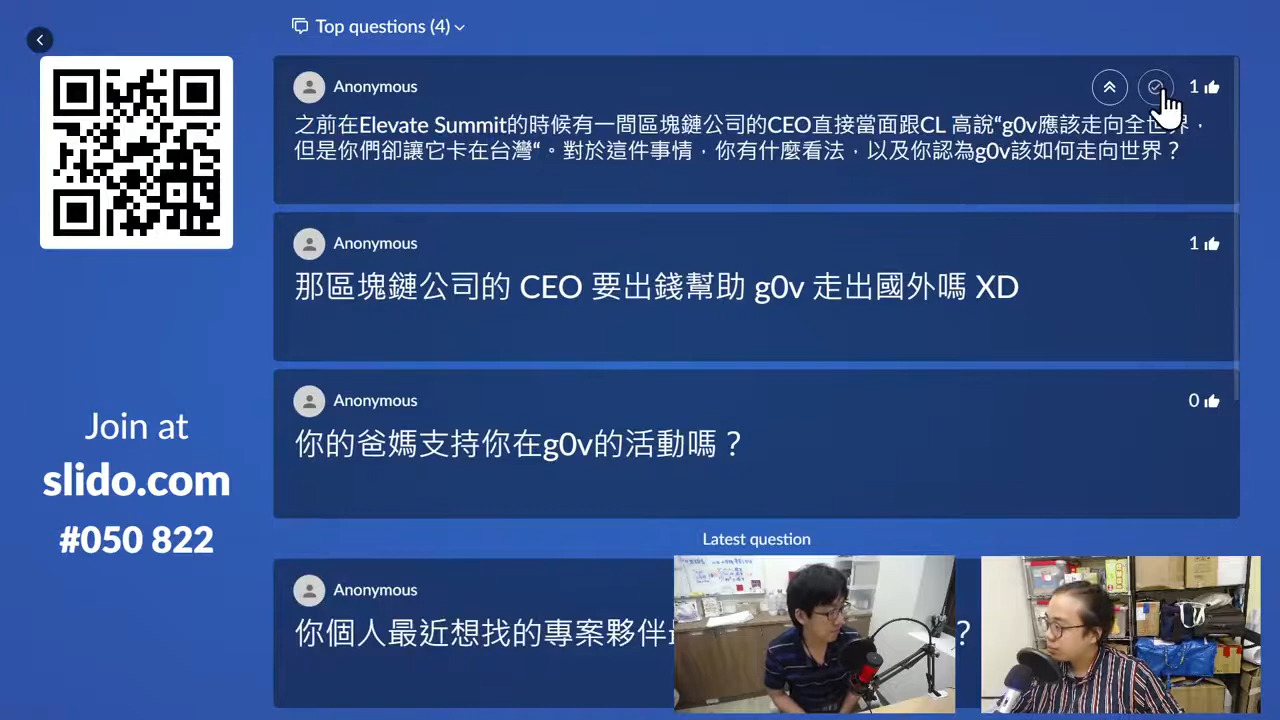 Top questions (4)
Anonymous
1
之前在Elevate Summit的時候有一間區塊鏈公司的CEO直接當面跟CL 高說“g0v應該走向全世界，
但是你們卻讓它卡在台灣“。對於這件事情，你有什麼看法，以及你認為g0v該如何走向世界？
Anonymous
1
那區塊鏈公司的 CEO 要出錢幫助 g0v 走出國外嗎 XD
Anonymous
0
你的爸媽支持你在g0v的活動嗎？
Join at
slido.com
#050 822
Latest question
Anonymous
你個人最近想找的專案夥伴
？